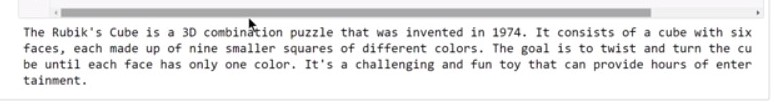 The Rubik's Cube is a 3D combination puzzle that was invented in 1974. It consists of a cube with six
faces, each made up of nine smaller squares of different colors. The goal is to twist and turn the cu
be until each face has only one color. It's a challenging and fun toy that can provide hours of enter
tainment.